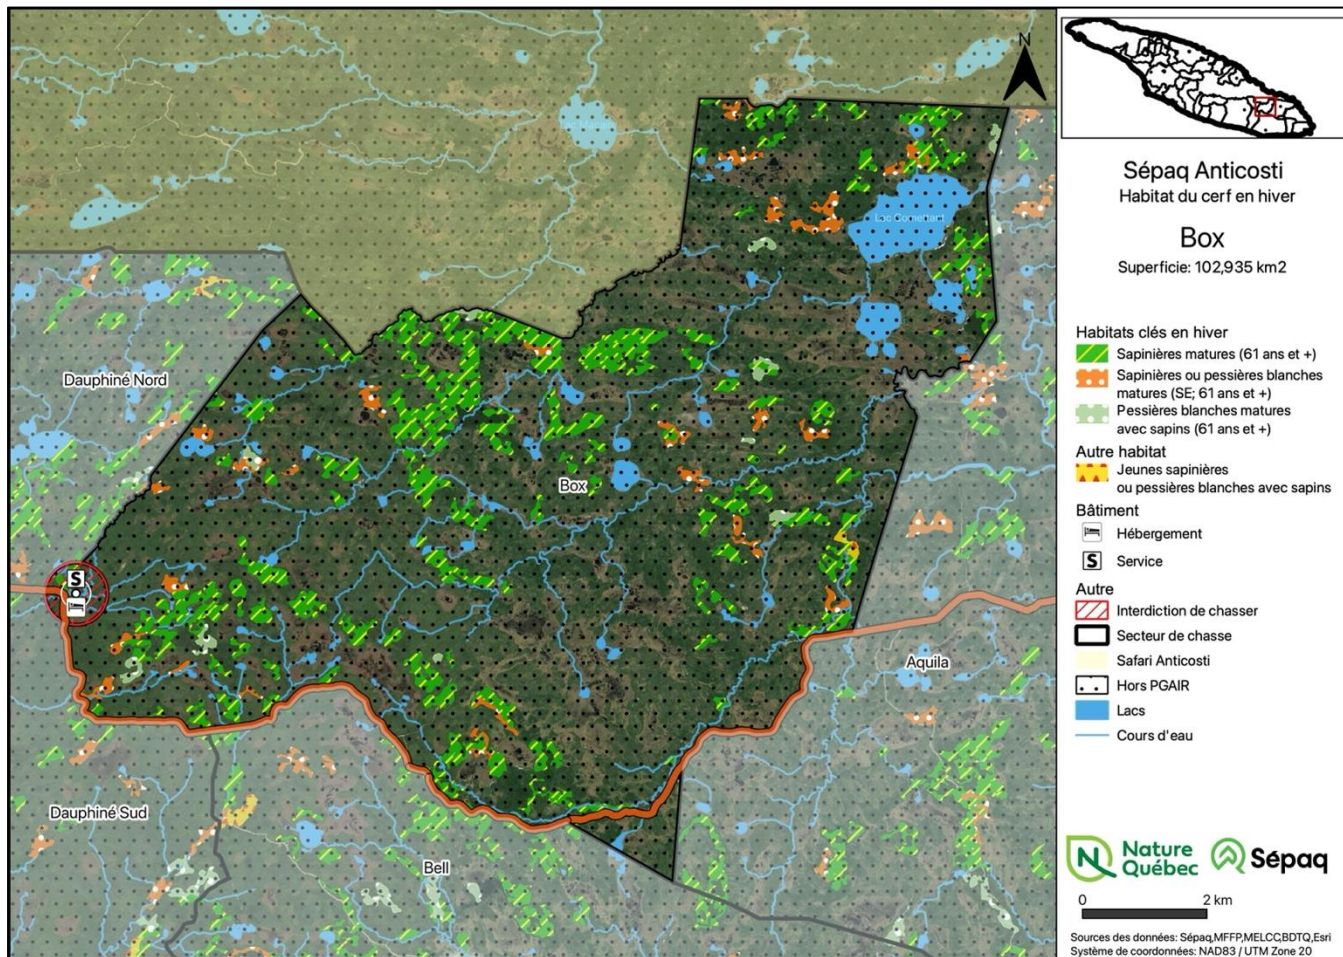 N
Lac Cornettant
Dauphiné Nord
Box
S
Aquila
Dauphiné Sud
Bell
Sépaq Anticosti
Habitat du cerf en hiver
Box
Superficie: 102,935 km2
Habitats clés en hiver
Sapinières matures (61 ans et +)
Sapinières ou pessières blanches
matures (SE; 61 ans et +)
Pessières blanches matures
avec sapins (61 ans et +)
Autre habitat
Jeunes sapinières
ou pessières blanches avec sapins
Bâtiment
Hébergement
S Service
Autre
Interdiction de chasser
Secteur de chasse
Safari Anticosti
Hors PGAIR
Lacs
Cours d'eau
N Nature
Québec
Sépaq
0 2 km
Sources des données: Sépaq,MFFP,MELCC,BDTQ,Esri
Système de coordonnées: NAD83 / UTM Zone 20